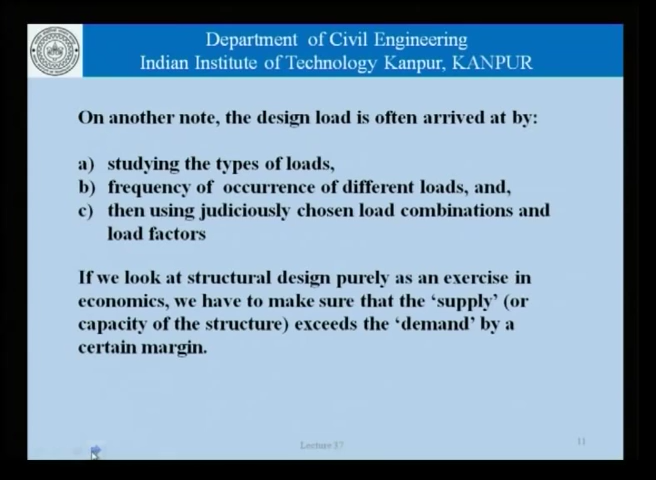 Department of Civil Engineering
Indian Institute of Technology Kanpur, KANPUR
On another note, the design load is often arrived at by:
a) studying the types of loads,
b) frequency of occurrence of different loads, and,
c) then using judiciously chosen load combinations and
load factors
If we look at structural design purely as an exercise in
economics, we have to make sure that the ‘supply’ (or
capacity of the structure) exceeds the ‘demand’ by a
certain margin.
Lecture 37
11